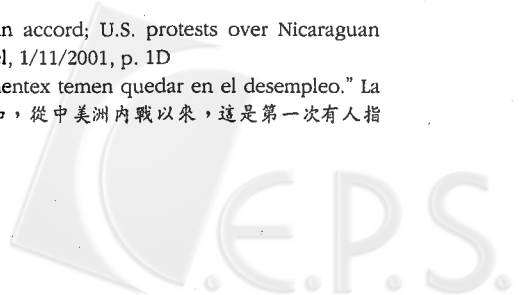 n accord; U.S. protests over Nicaraguan
l, 1/11/2001, p. 1D
entex temen quedar en el desempleo.” La
，從中美洲內戰以來，這是第一次有人指
C.E.P.S.